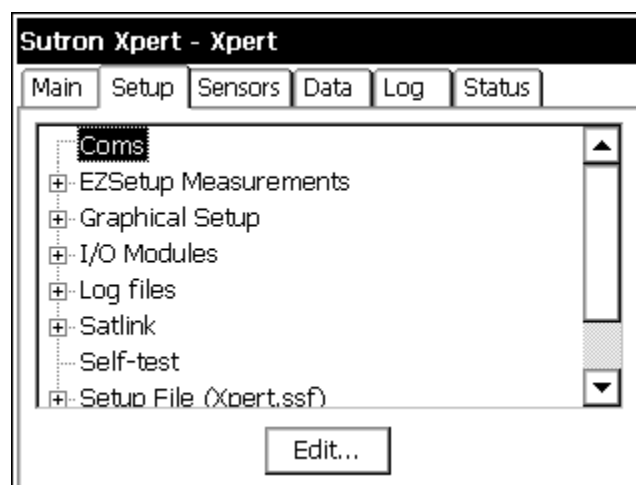 Sutron Xpert - Xpert
Main Setup Sensors Data Log Status
Coms
EZSetup Measurements
Graphical Setup
I/O Modules
Log files
Satlink
Self-test
Setup File (Xpert.ssf)
Edit...